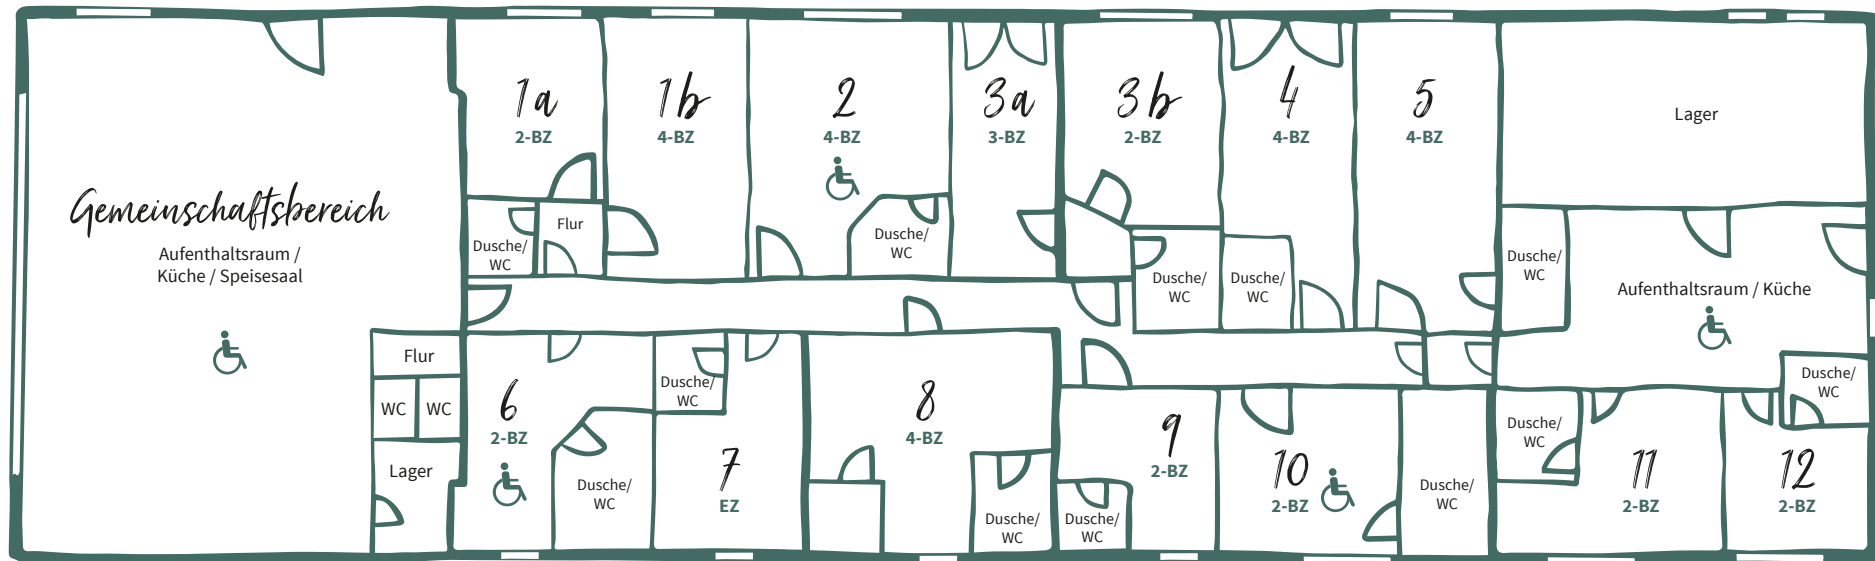 Gemeinschaftsbereich
Aufenthaltsraum /
Küche / Speisesaal
1a
2-BZ
1b
4-BZ
2
4-BZ
3a
3-BZ
3b
2-BZ
4
4-BZ
5
4-BZ
Lager
Dusche/
WC
Flur
Dusche/
WC
Dusche/
WC
Dusche/
WC
Dusche/
WC
Aufenthaltsraum / Küche
Flur
WC
WC
Lager
6
2-BZ
Dusche/
WC
Dusche/
WC
7
EZ
8
4-BZ
Dusche/
WC
9
2-BZ
Dusche/
WC
10
2-BZ
Dusche/
WC
Dusche/
WC
11
2-BZ
Dusche/
WC
12
2-BZ